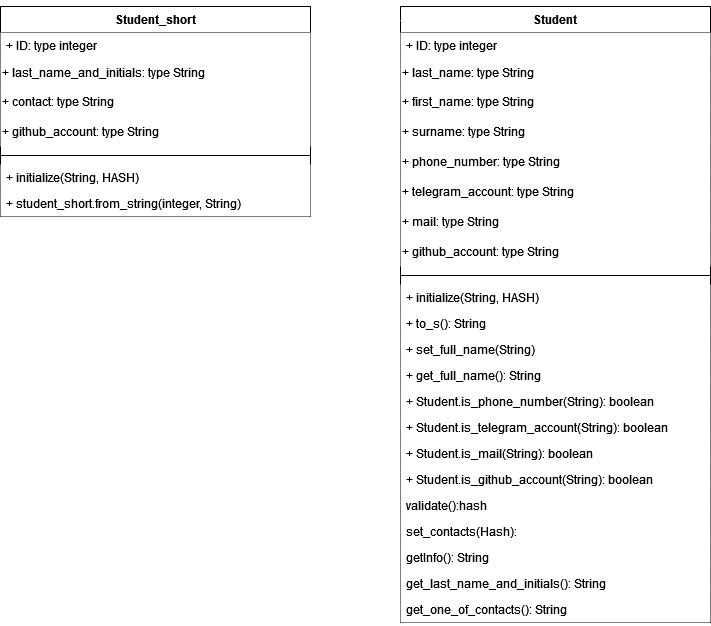 Student_short
+ ID: type integer
+ last_name_and_initials: type String
+ contact: type String
+ github_account: type String
+ initialize(String, HASH)
+ student_short.from_string(integer, String)
Student
+ ID: type integer
+ last_name: type String
+ first_name: type String
+ surname: type String
+ phone_number: type String
+ telegram_account: type String
+ mail: type String
+ github_account: type String
+ initialize(String, HASH)
+ to_s(): String
+ set_full_name(String)
+ get_full_name(): String
+ Student.is_phone_number(String): boolean
+ Student.is_telegram_account(String): boolean
+ Student.is_mail(String): boolean
+ Student.is_github_account(String): boolean
validate():hash
set_contacts(Hash):
getInfo(): String
get_last_name_and_initials(): String
get_one_of_contacts(): String